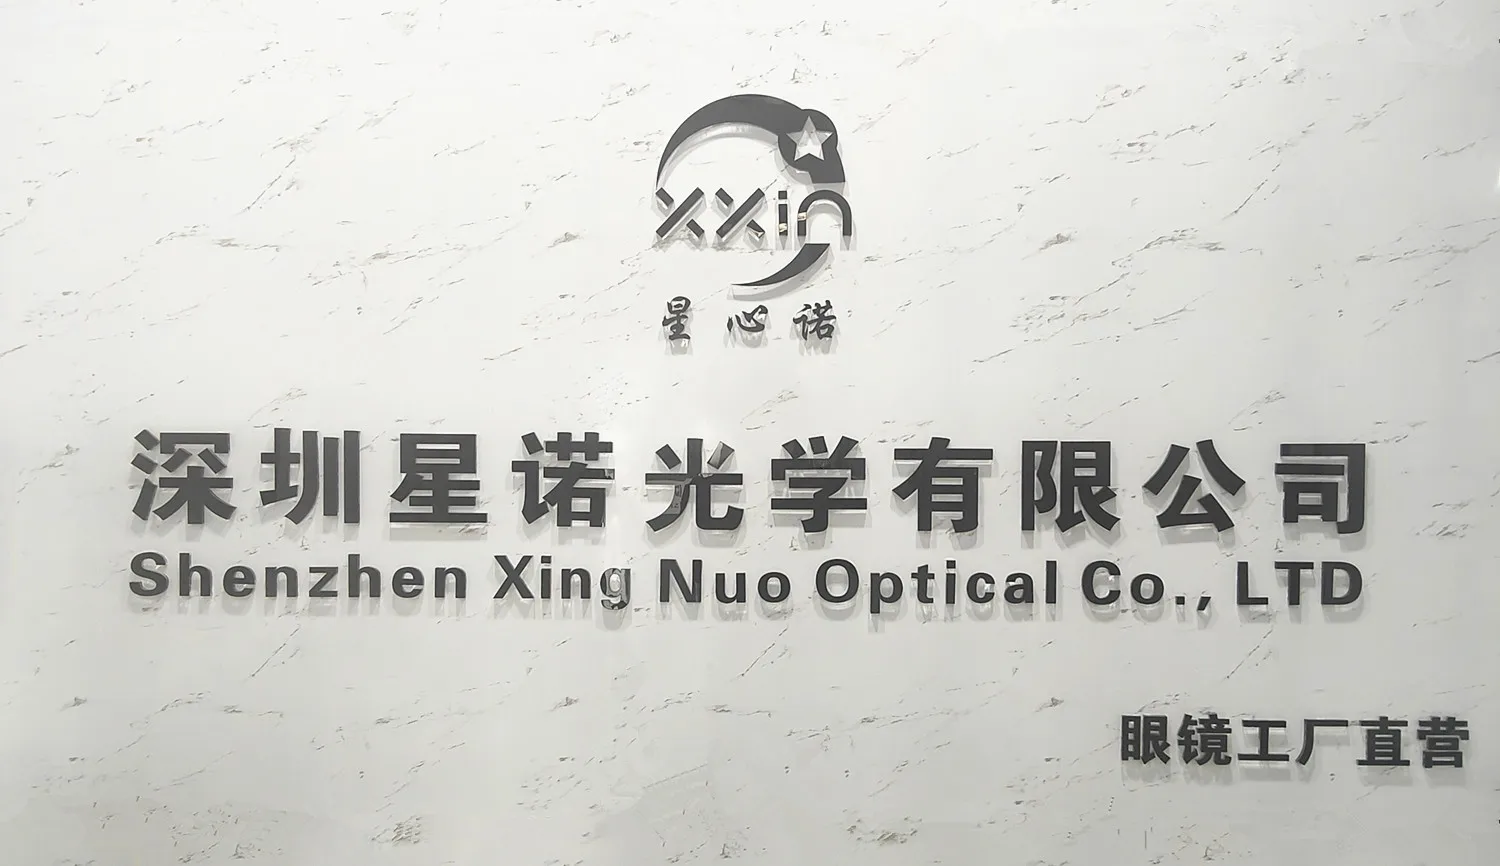 xxin
星心诺
深圳星诺光学有限公司
Shenzhen Xing Nuo Optical Co., LTD
眼镜工厂直营